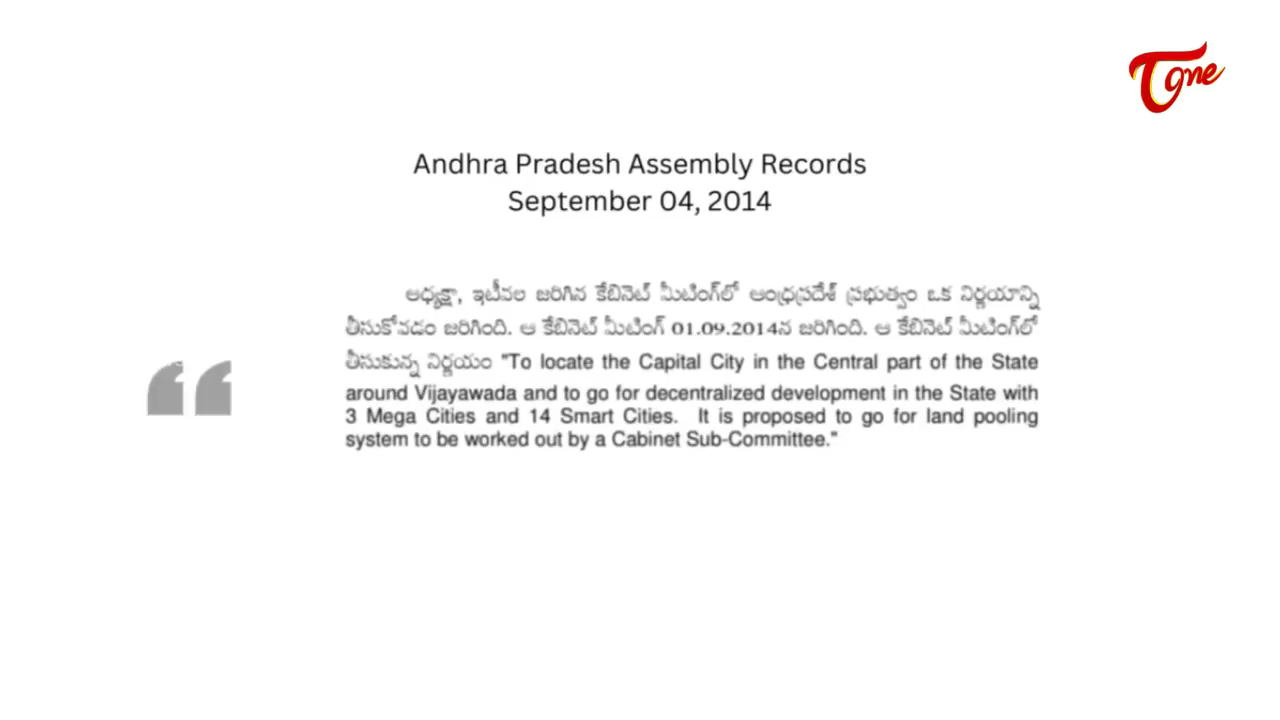 Tone
Andhra Pradesh Assembly Records
September 04, 2014
అధ్యక్షా, ఇటీవల జరిగిన కేబినెట్ మీటింగ్‌లో ఆంధ్రప్రదేశ్ ప్రభుత్వం ఒక నిర్ణయాన్ని
తీసుకోవడం జరిగింది. ఆ కేబినెట్ మీటింగ్ 01.09.2014న జరిగింది. ఆ కేబినెట్ మీటింగ్‌లో
తీసుకున్న నిర్ణయం "To locate the Capital City in the Central part of the State
around Vijayawada and to go for decentralized development in the State with
3 Mega Cities and 14 Smart Cities. It is proposed to go for land pooling
system to be worked out by a Cabinet Sub-Committee."